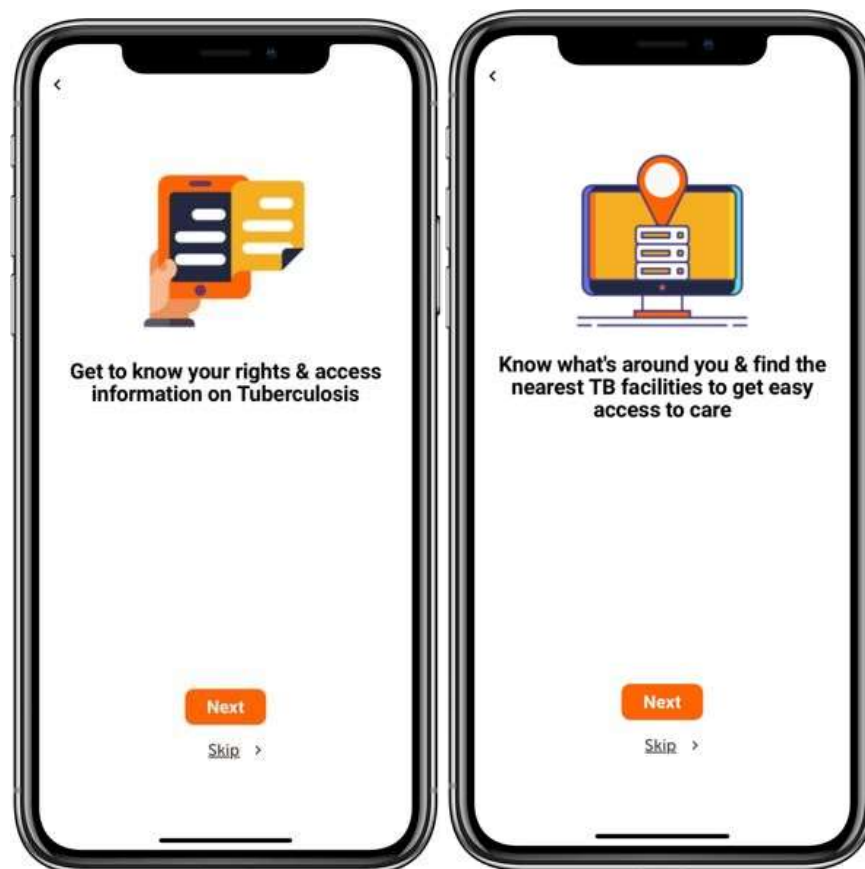 Get to know your rights & access
information on Tuberculosis
Next
Skip
Know what's around you & find the
nearest TB facilities to get easy
access to care
Next
Skip